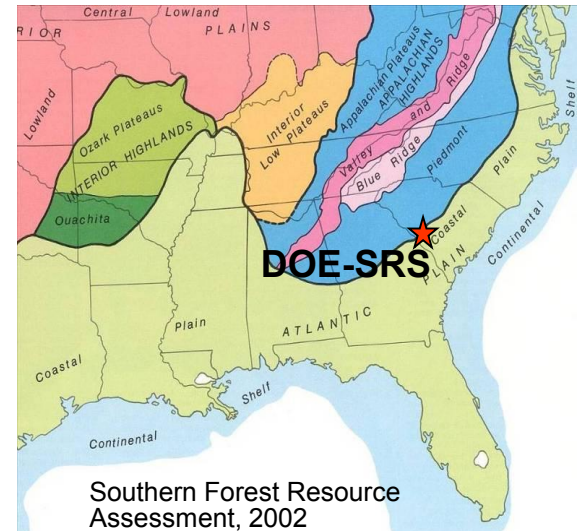 Central
Lowland
PLAINS
RIOR
Lowland
Ozark Plateaus
INTERIOR HIGHLANDS
Ouachita
Interior
Low Plateaus
Appalachian Plateaus
APPALACHIAN
HIGHLANDS
Valley and Ridge
Blue Ridge
Piedmont
Coastal Plain
Shelf
Continental
DOE-SRS
PLAIN
ATLANTIC
Plain
Coastal
Shelf
Continental
Southern Forest Resource
Assessment, 2002